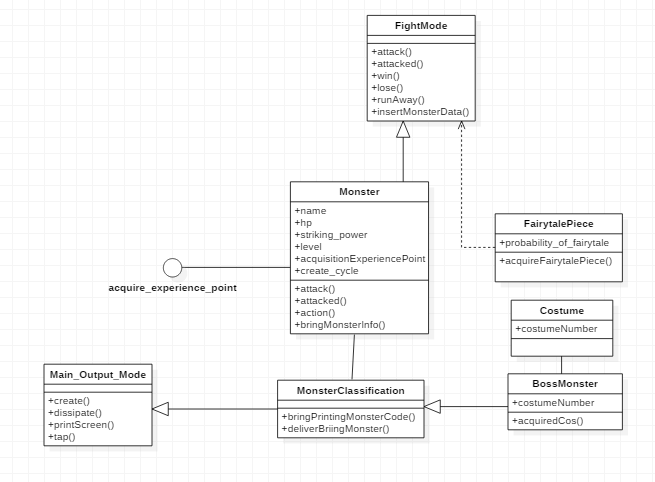 FightMode
+attack()
+attacked()
+win()
+lose()
+runAway()
+insertMonsterData()
Monster
+name
+hp
+striking_power
+level
+acquisitionExperiencePoint
+create_cycle
+attack()
+attacked()
+action()
+bringMonsterInfo()
acquire_experience_point
FairytalePiece
+probability_of_fairytale
+acquireFairytalePiece()
Costume
+costumeNumber
Main_Output_Mode
+create()
+dissipate()
+printScreen()
+tap()
MonsterClassification
+bringPrintingMonsterCode()
+deliverBriingMonster()
BossMonster
+costumeNumber
+acquiredCos()